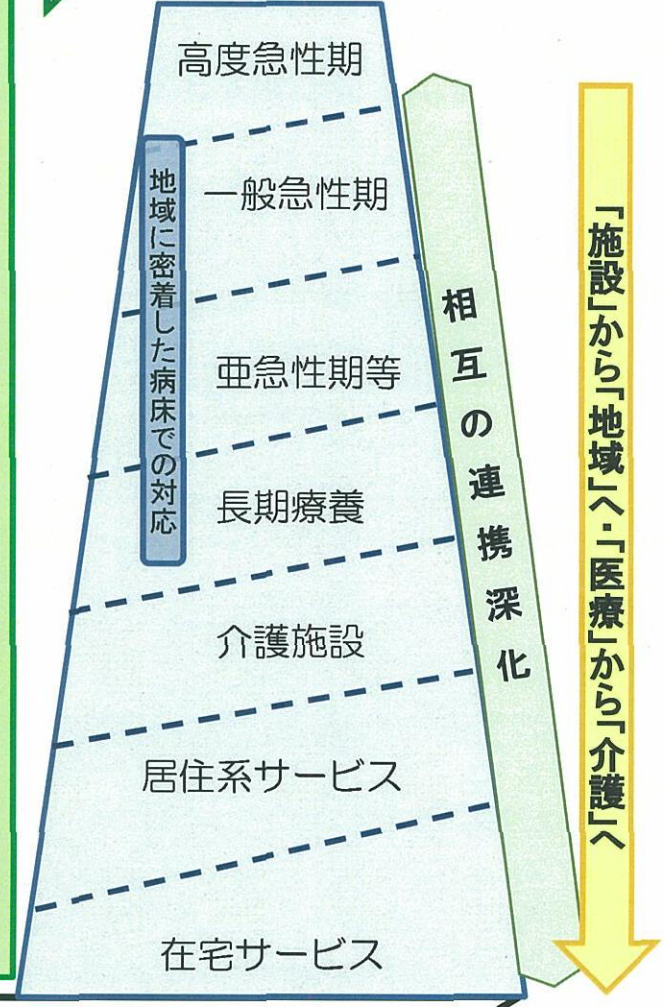 高度急性期
一般急性期
亜急性期等
長期療養
介護施設
居住系サービス
在宅サービス
地域に密着した病床での対応
相互の連携深化
「施設」から「地域」へ・「医療」から「介護」へ